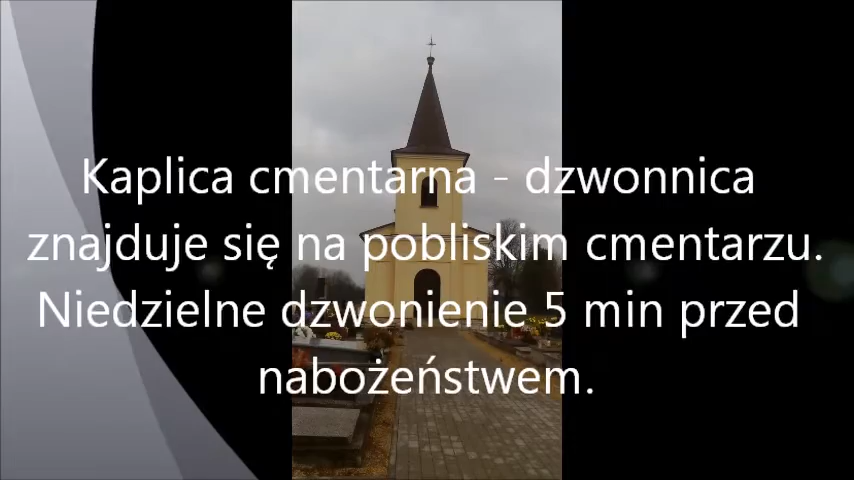 Kaplica cmentarna - dzwonnica
znajduje się na pobliskim cmentarzu.
Niedzielne dzwonienie 5 min przed
nabożeństwem.